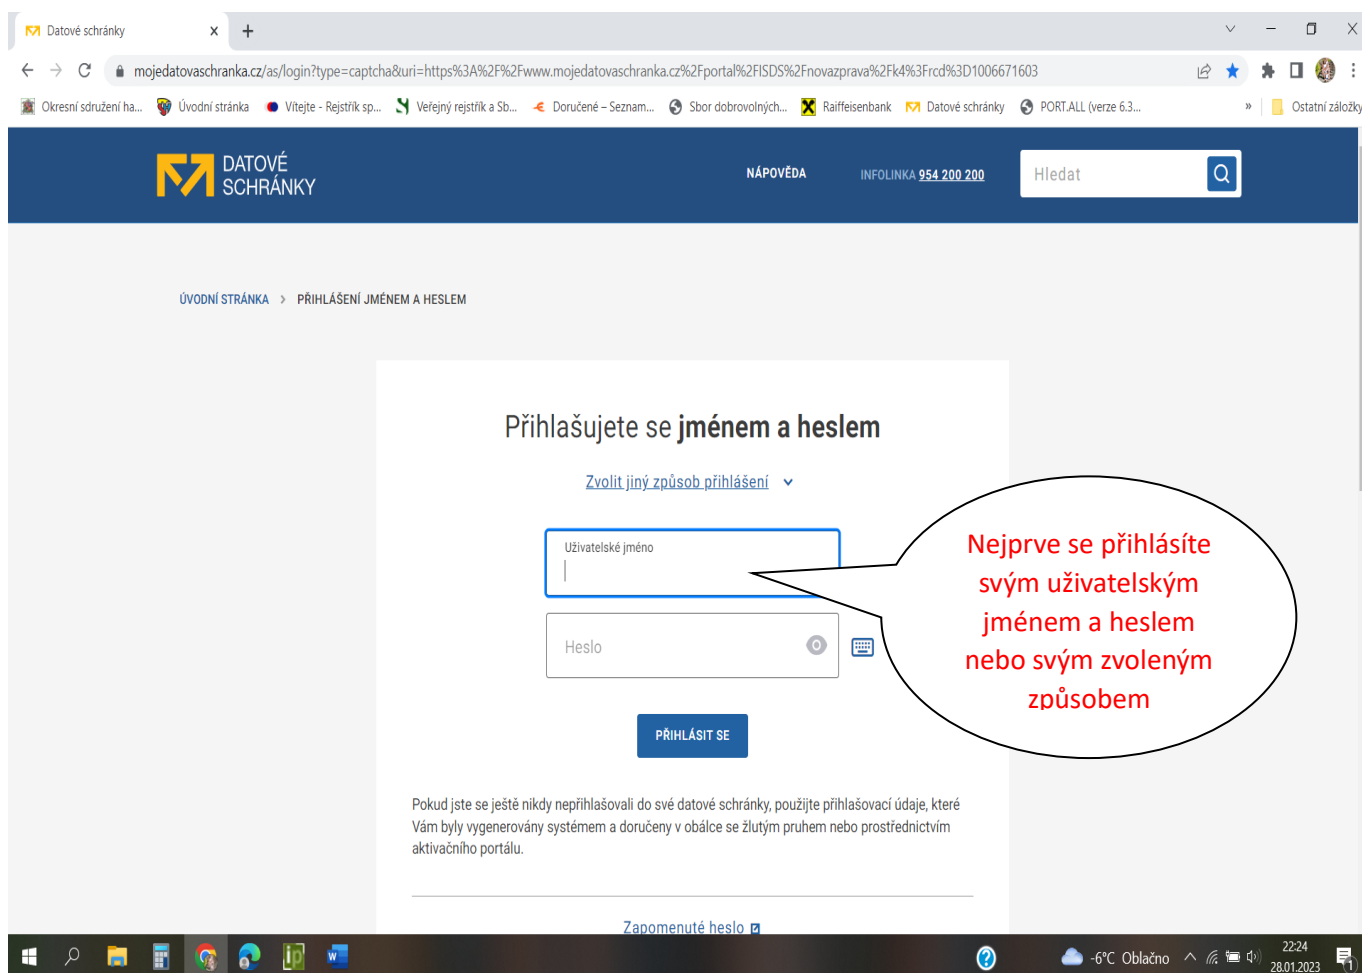 Datové schránky
mojedatovaschranka.cz/as/login?type=captcha&uri=https%3A%2F%2Fwww.mojedatovaschranka.cz%2Fportal%2FISDS%2Fnovazprava%2Fk4%3Frcd%3D1006671603
Okresní sdružení ha... Úvodní stránka Vítejte - Rejstřík sp... Veřejný rejstřík a Sb... Doručené – Seznam... Sbor dobrovolných... Raiffeisenbank Datové schránky PORT.ALL (verze 6.3... » Ostatní záložky
DATOVÉ
SCHRÁNKY
NÁPOVĚDA INFOLINKA 954 200 200 Hledat
ÚVODNÍ STRÁNKA > PŘIHLÁŠENÍ JMÉNEM A HESLEM
Přihlašujete se jménem a heslem
Zvolit jiný způsob přihlášení
Uživatelské jméno
Heslo
PŘIHLÁSIT SE
Nejprve se přihlásíte
svým uživatelským
jménem a heslem
nebo svým zvoleným
způsobem
Pokud jste se ještě nikdy nepřihlašovali do své datové schránky, použijte přihlašovací údaje, které
Vám byly vygenerovány systémem a doručeny v obálce se žlutým pruhem nebo prostřednictvím
aktivačního portálu.
Zapomenuté heslo
-6°C Oblačno
22:24
28.01.2023
1